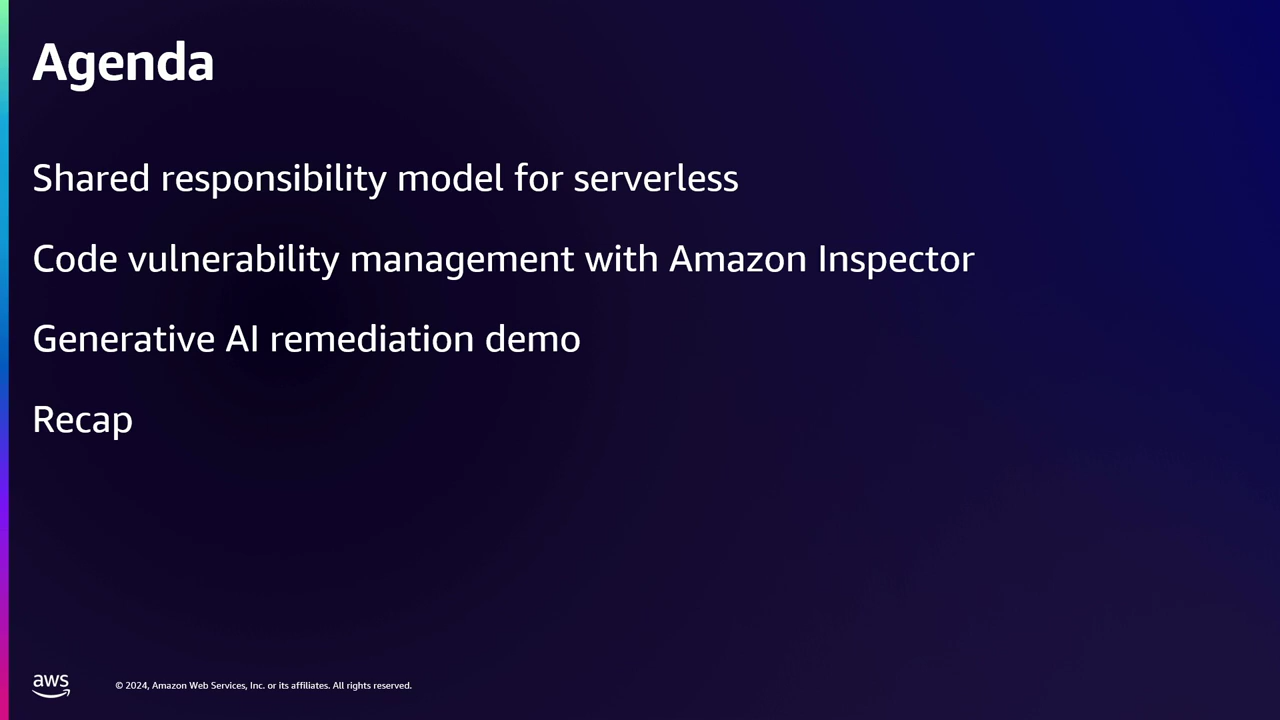 Agenda
Shared responsibility model for serverless
Code vulnerability management with Amazon Inspector
Generative AI remediation demo
Recap
aws
© 2024, Amazon Web Services, Inc. or its affiliates. All rights reserved.